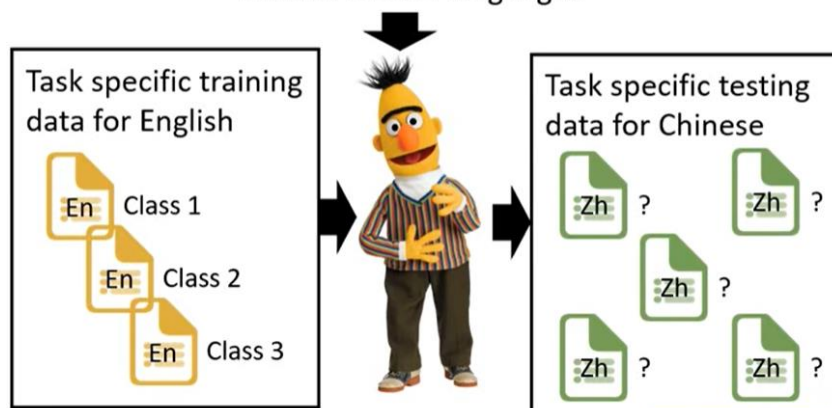 Task specific training
data for English
En Class 1
En Class 2
En Class 3
Task specific testing
data for Chinese
Zh ?
Zh ?
Zh ?
Zh ?
Zh ?